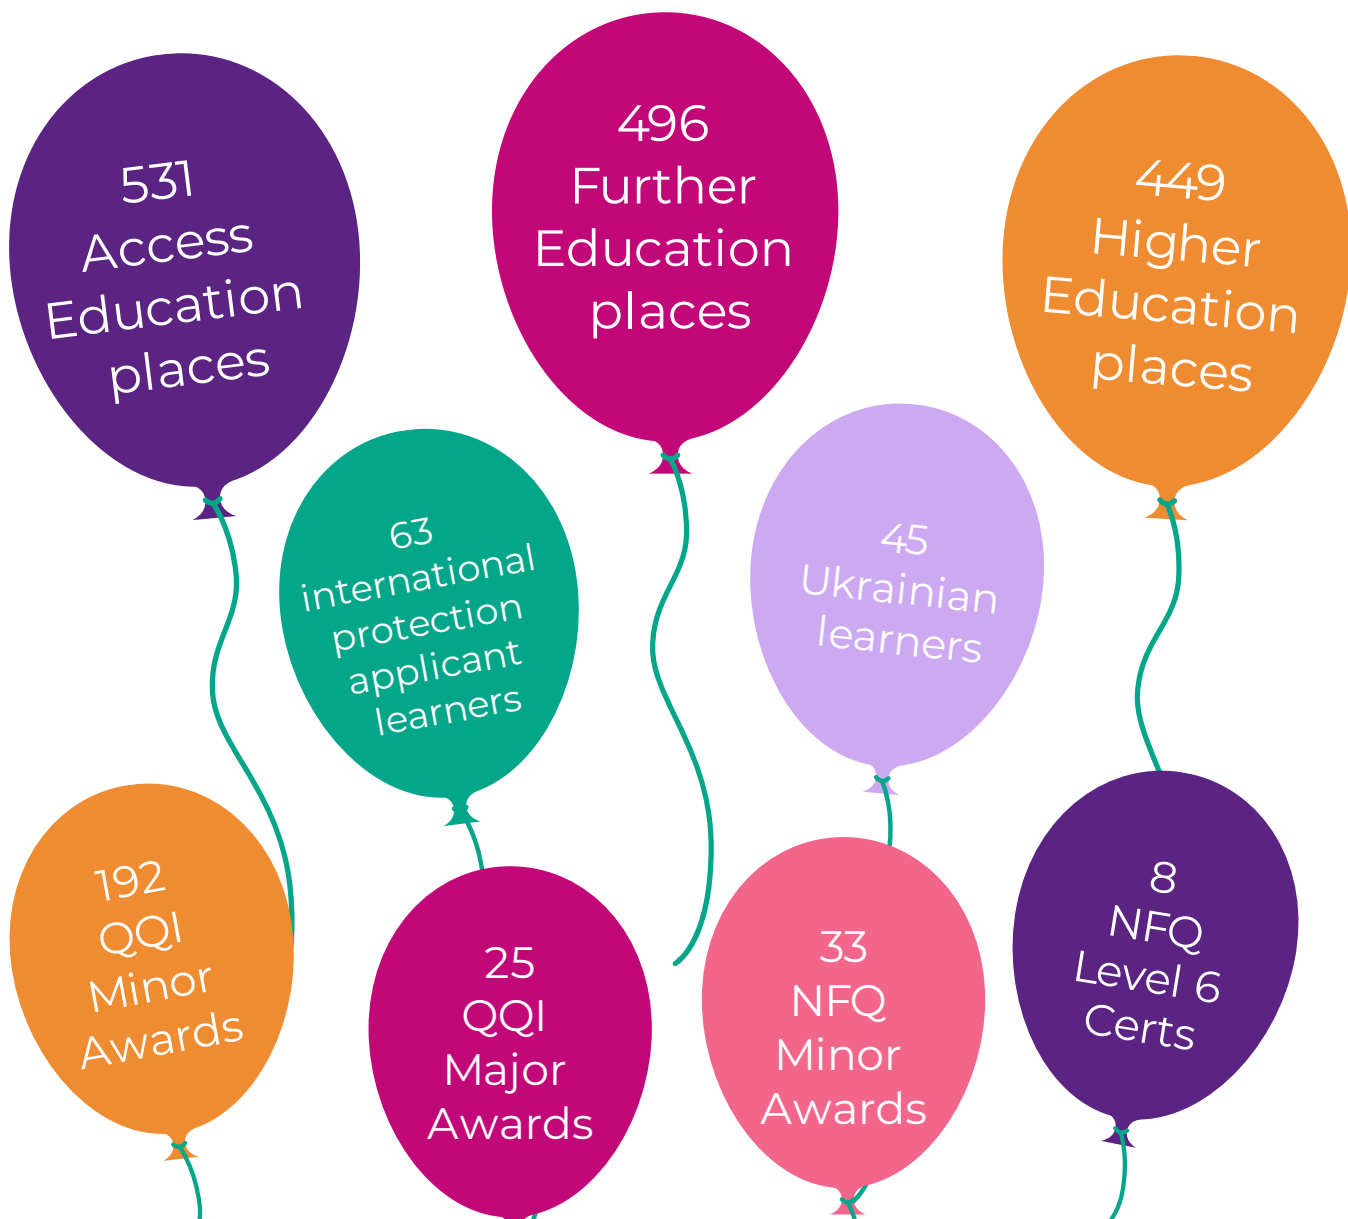 531
Access
Education
places
496
Further
Education
places
449
Higher
Education
places
63
international
protection
applicant
learners
45
Ukrainian
learners
192
QQI
Minor
Awards
25
QQI
Major
Awards
33
NFQ
Minor
Awards
8
NFQ
Level 6
Certs